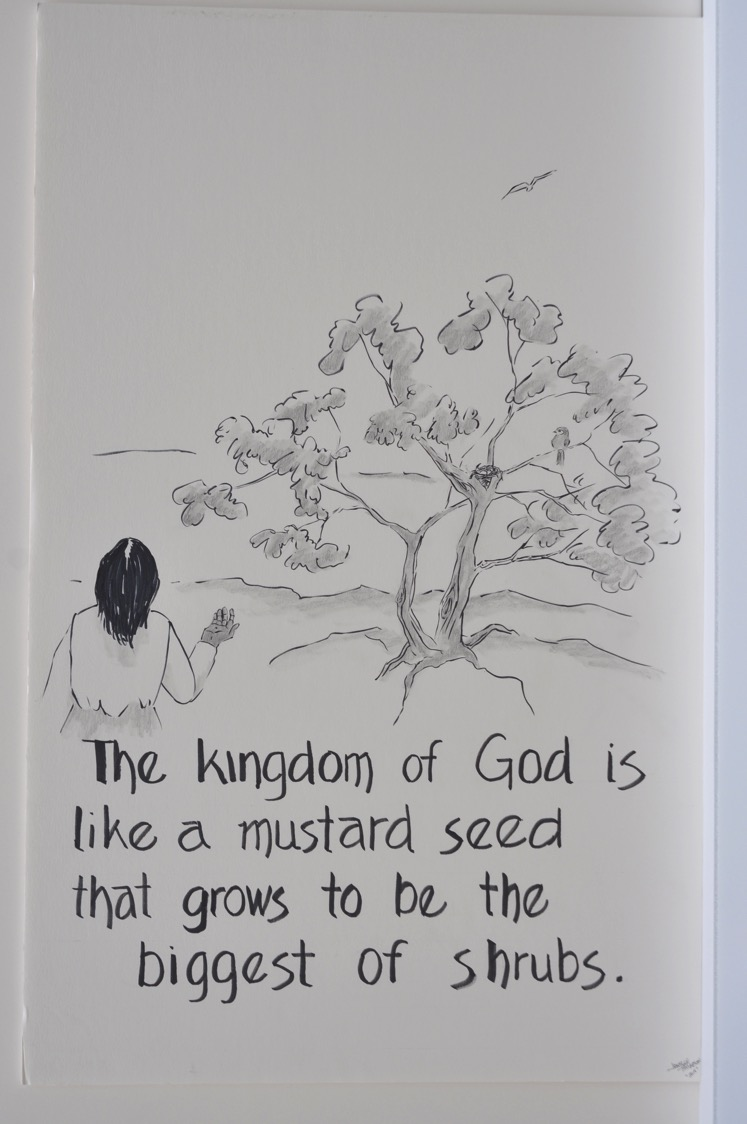 The kingdom of God is
like a mustard seed
that grows to be the
biggest of shrubs.